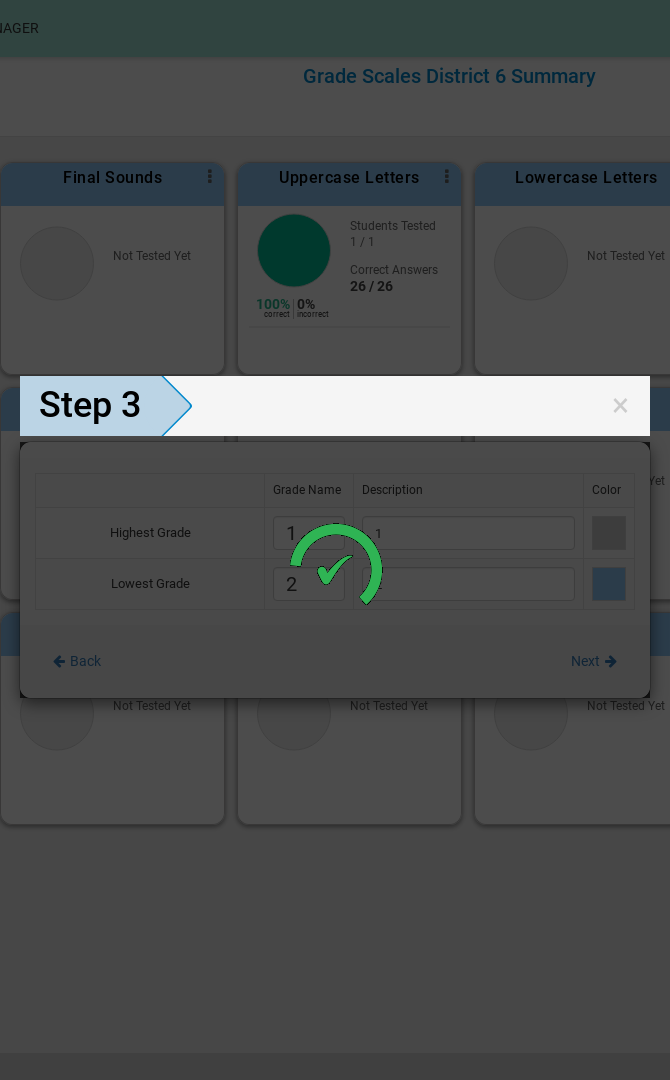 NAGER
Grade Scales District 6 Summary
Final Sounds
Uppercase Letters
Lowercase Letters
Not Tested Yet
Students Tested
1 / 1
Correct Answers
26 / 26
100% 0%
correct incorrect
Not Tested Yet
Step 3
×
Yet
Grade Name Description Color
Highest Grade 1 1
Lowest Grade 2
Back
Next
Not Tested Yet
Not Tested Yet
Not Tested Yet